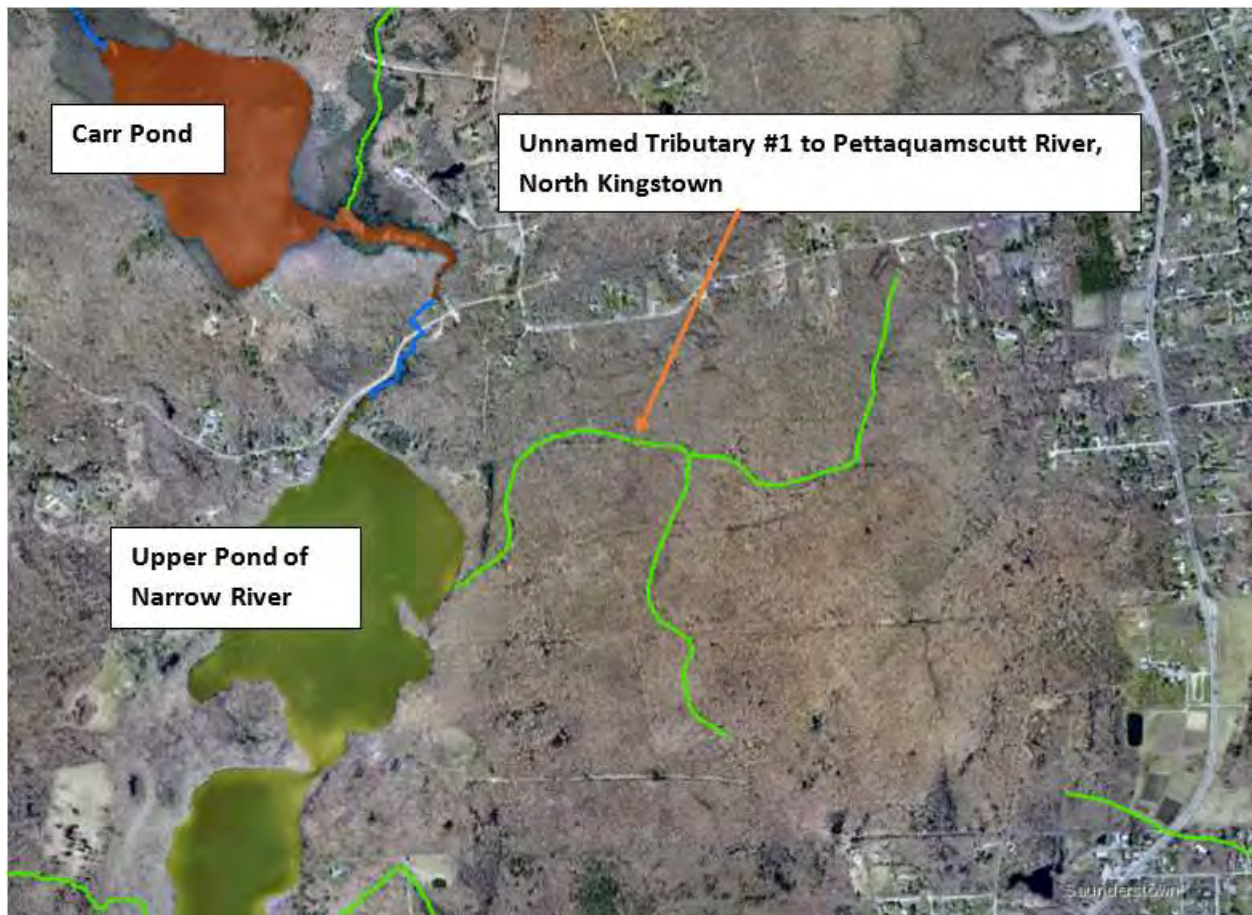 Carr Pond
Unnamed Tributary #1 to Pettaquamscutt River,
North Kingstown
Upper Pond of
Narrow River
Saunderstown